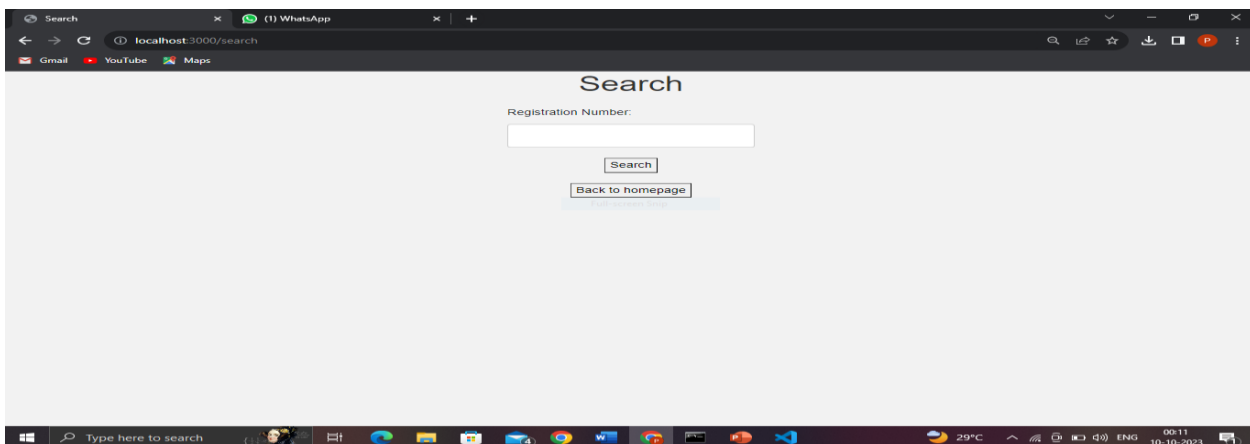 Search
(1) WhatsApp
localhost:3000/search
P
Gmail YouTube Maps
Search
Registration Number:
Search
Back to homepage
Type here to search
4
29°C
ENG
00:11
10-10-2023